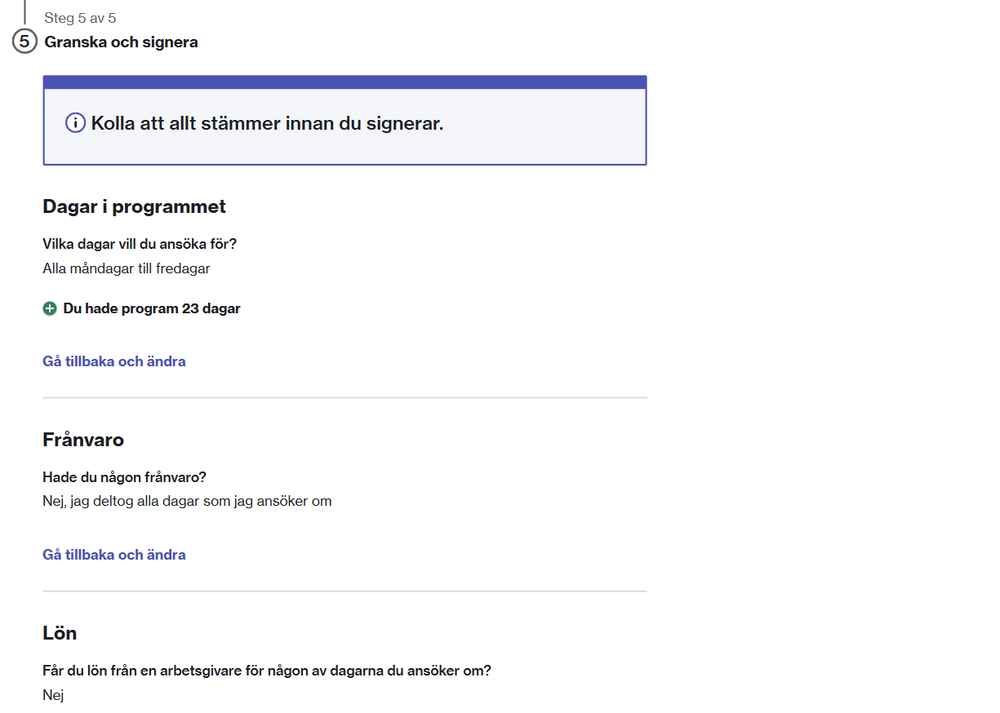 Steg 5 av 5
5 Granska och signera
Kolla att allt stämmer innan du signerar.
Dagar i programmet
Vilka dagar vill du ansöka för?
Alla måndagar till fredagar
Du hade program 23 dagar
Gå tillbaka och ändra
Frånvaro
Hade du någon frånvaro?
Nej, jag deltog alla dagar som jag ansöker om
Gå tillbaka och ändra
Lön
Får du lön från en arbetsgivare för någon av dagarna du ansöker om?
Nej